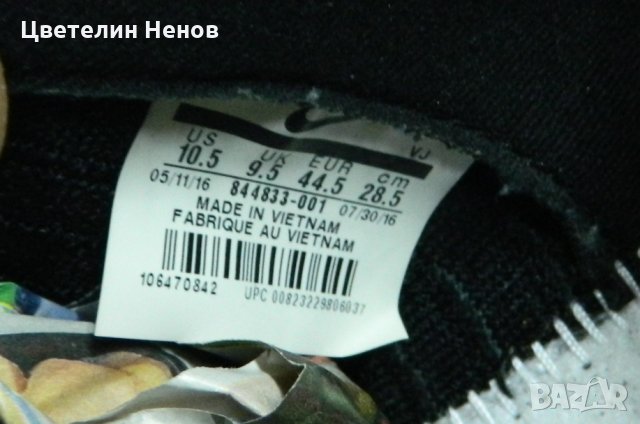 Цветелин Ненов
VJ
US UK EUR cm
10.5 9.5 44.5 28.5
05/11/16 844833-001 07/30/16
MADE IN VIETNAM
FABRIQUE AU VIETNAM
106470842 UPC 00823229806037
BAZAR